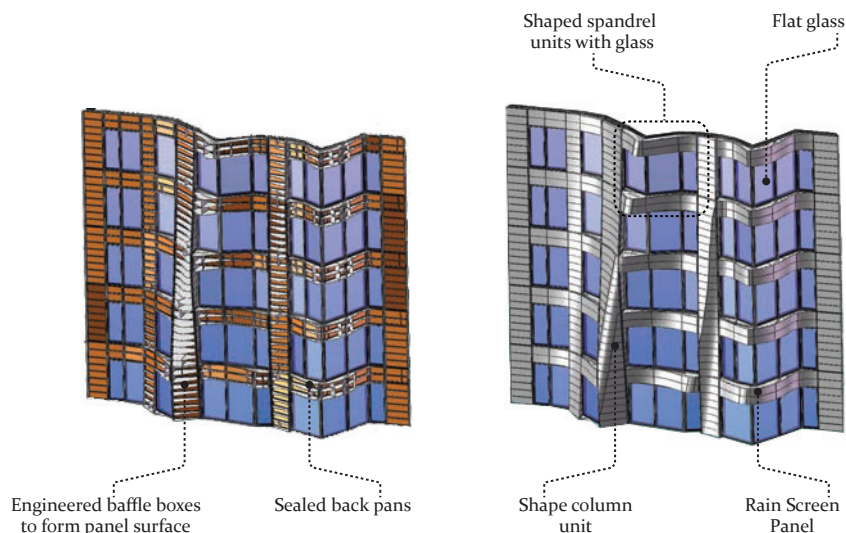 Shaped spandrel
units with glass
Flat glass
Engineered baffle boxes
to form panel surface
Sealed back pans
Shape column
unit
Rain Screen
Panel